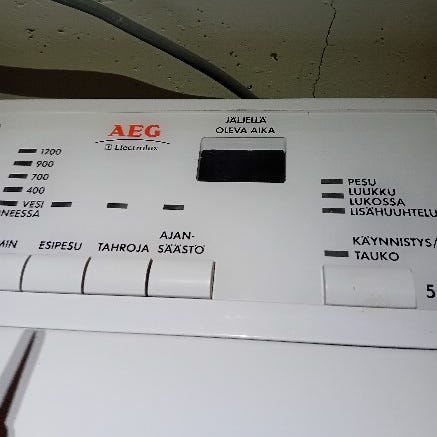 JÄLJELLÄ
OLEVA AIKA
AEG
Electrolux
1200
900
700
400
VESI
NEESSA
PESU
LUUKKU
LUKOSSA
LISÄHUUHTELU
MIN
ESIPESU
TAHROJA
AJAN-
SÄÄSTÖ
KÄYNNISTYS/
TAUKO
5